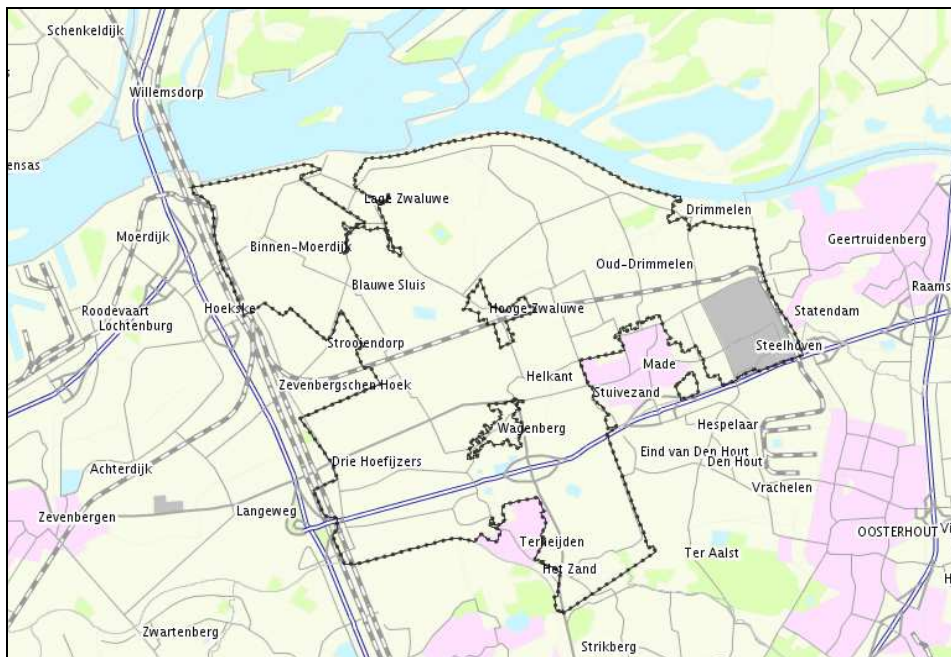 Schenkeldijk
Willemsdorp
ensas
Lage Zwaluwe
Drimmelen
Moerdijk
Binnen-Moerdijk
Geertruidenberg
Oud-Drimmelen
Blauwe Sluis
Raams
Roodevaart
Hoekske
Hooge Zwaluwe
Statendam
Lochtenburg
Strooiendorp
Steelhoven
Made
Helkant
Zevenbergschen Hoek
Stuivezand
Hespelaar
Wagenberg
Eind van Den Hout
Den Hout
Drie Hoefijzers
Achterdijk
Vrachelen
Langeweg
Zevenbergen
OOSTERHOUT
Vi
Terheijden
Ter Aalst
Het Zand
H
Zwartenberg
Strikberg